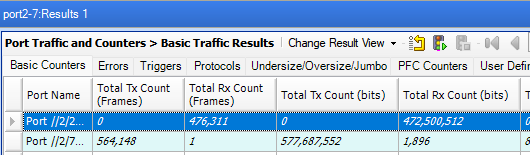 port2-7:Results 1
Port Traffic and Counters > Basic Traffic Results Change Result View
Basic Counters Errors Triggers Protocols Undersize/Oversize/Jumbo PFC Counters User Defi
Port Name Total Tx Count (Frames) Total Rx Count (Frames) Total Tx Count (bits) Total Rx Count (bits)
Port //2/2... 0 476,311 0 472,500,512
Port //2/7... 564,148 1 577,687,552 1,896